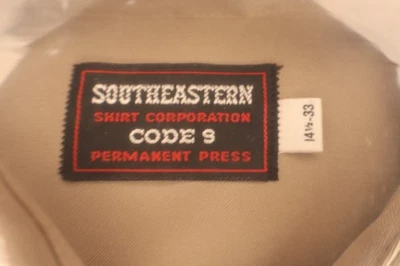 SOUTHEASTERN
SHIRT CORPORATION
CODE 9
PERMANENT PRESS
14½-33